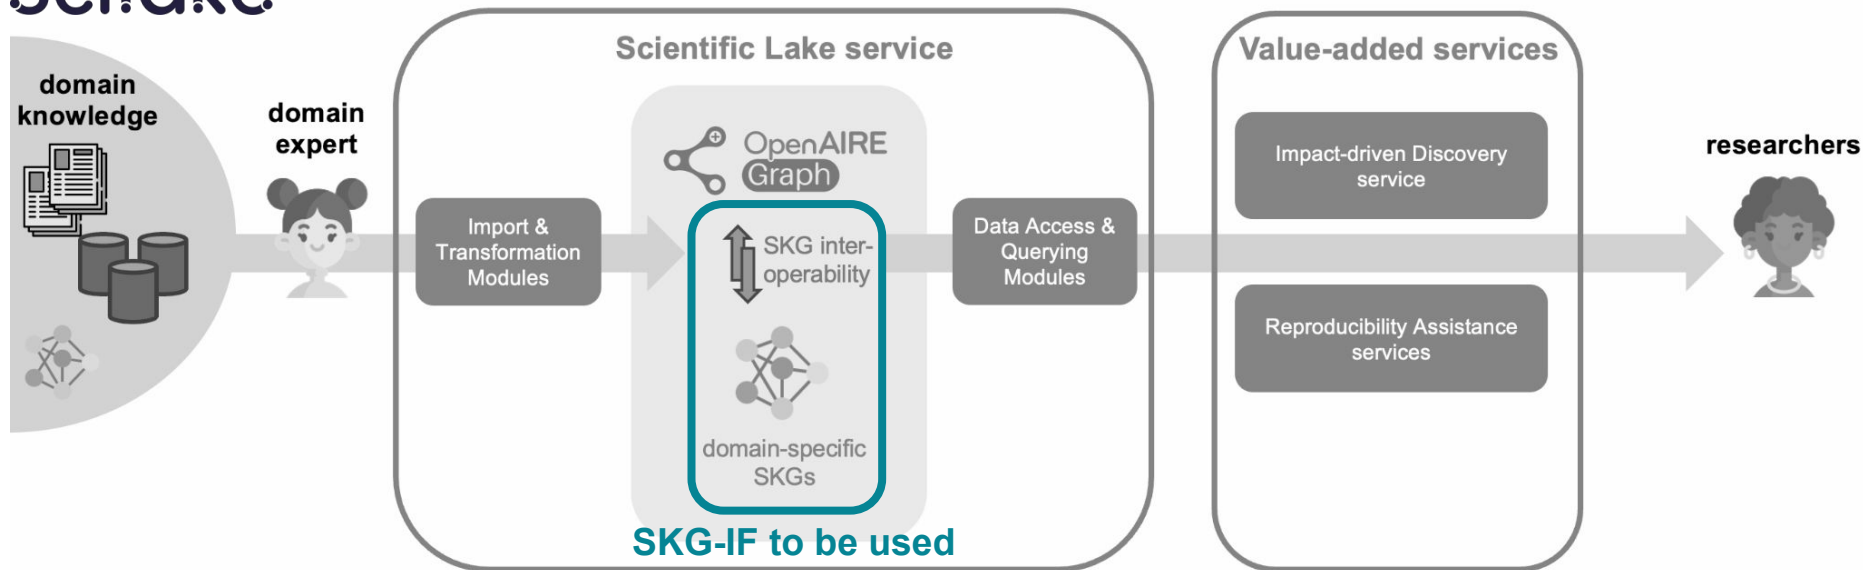 domain
knowledge
domain
expert
Scientific Lake service
OpenAIRE
Graph
Import &
Transformation
Modules
SKG inter-
operability
domain-specific
SKGs
SKG-IF to be used
Data Access &
Querying
Modules
Value-added services
Impact-driven Discovery
service
Reproducibility Assistance
services
researchers